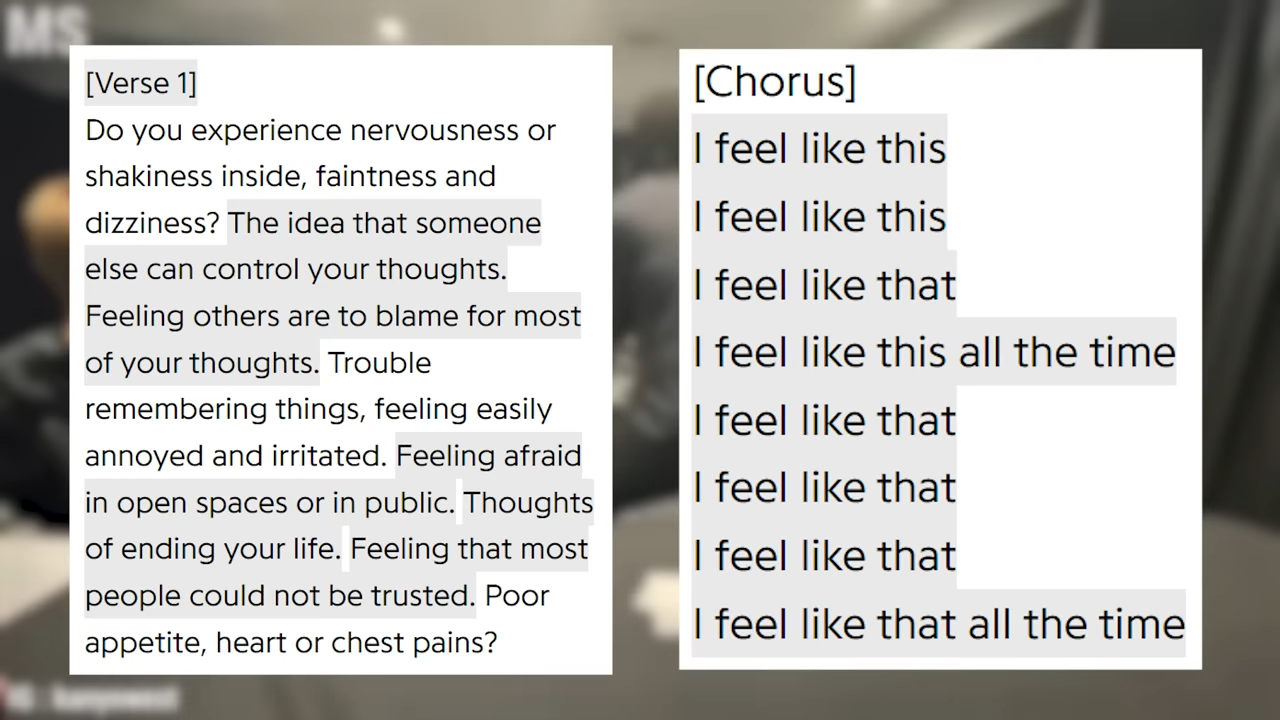 MS
[Verse 1]
Do you experience nervousness or
shakiness inside, faintness and
dizziness? The idea that someone
else can control your thoughts.
Feeling others are to blame for most
of your thoughts. Trouble
remembering things, feeling easily
annoyed and irritated. Feeling afraid
in open spaces or in public. Thoughts
of ending your life. Feeling that most
people could not be trusted. Poor
appetite, heart or chest pains?
[Chorus]
I feel like this
I feel like this
I feel like that
I feel like this all the time
I feel like that
I feel like that
I feel like that
I feel like that all the time